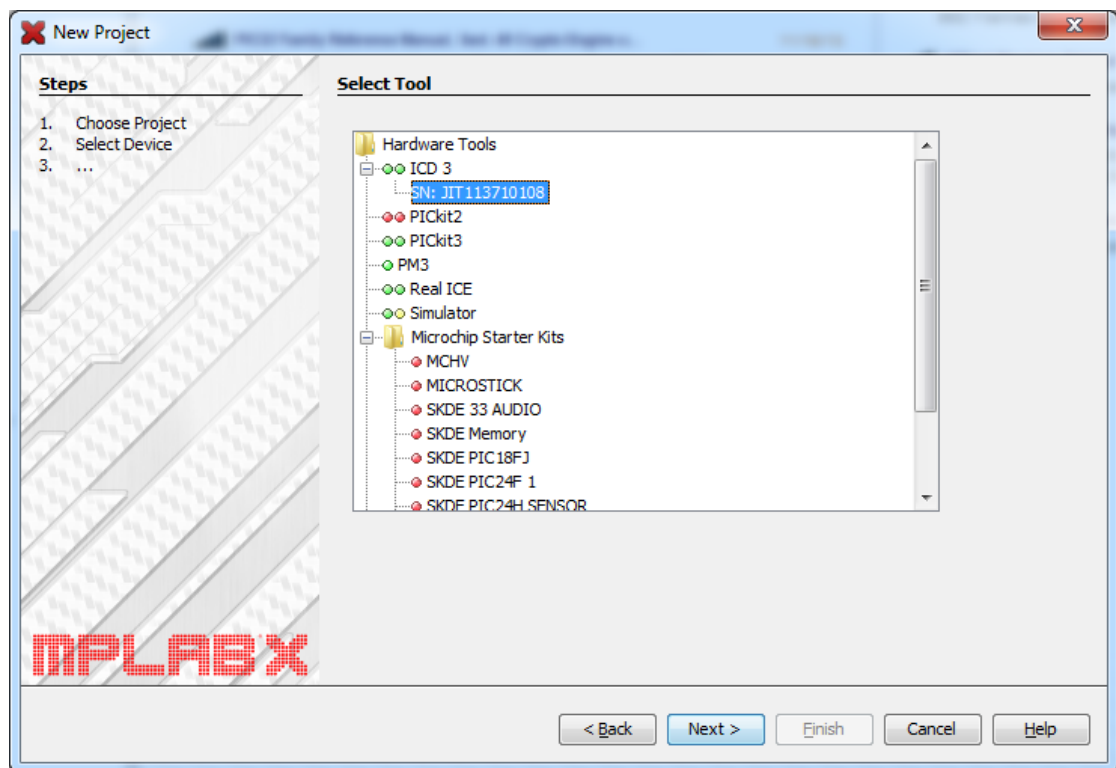 New Project
Steps
1. Choose Project
2. Select Device
3. ...
Select Tool
Hardware Tools
ICD 3
SN: JIT113710108
PICkit2
PICkit3
PM3
Real ICE
Simulator
Microchip Starter Kits
MCHV
MICROSTICK
SKDE 33 AUDIO
SKDE Memory
SKDE PIC18FJ
SKDE PIC24F 1
SKDE PIC24H SENSOR
MPLAB X
< Back Next > Finish Cancel Help